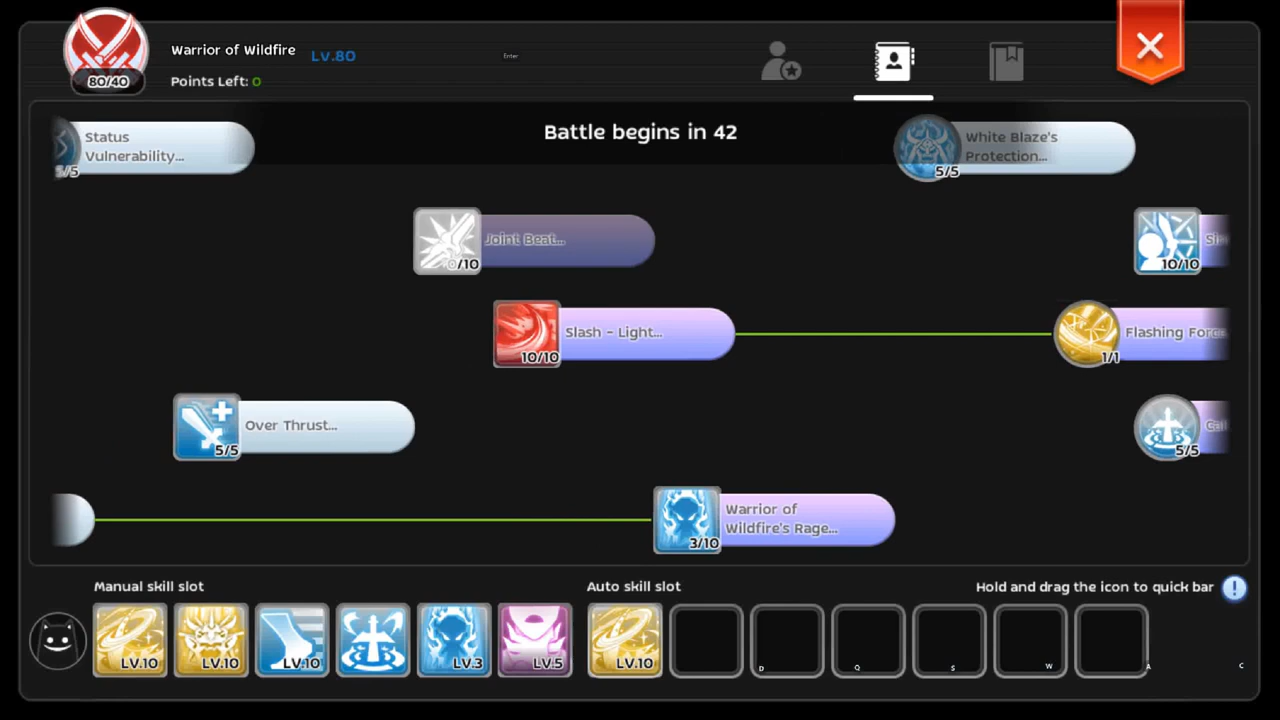 Warrior of Wildfire Lv.80
Enter
80/40
Points Left: 0
Battle begins in 42
Status
Vulnerability...
5/5
White Blaze's
Protection...
5/5
Joint Beat...
0/10
10/10
Slash - Light...
10/10
Flashing Force
1/1
Over Thrust...
5/5
5/5
Warrior of
Wildfire's Rage...
3/10
Manual skill slot
Auto skill slot
Hold and drag the icon to quick bar
!
LV.10
LV.10
LV.10
LV.3
LV.5
LV.10
D
Q
S
W
A
C